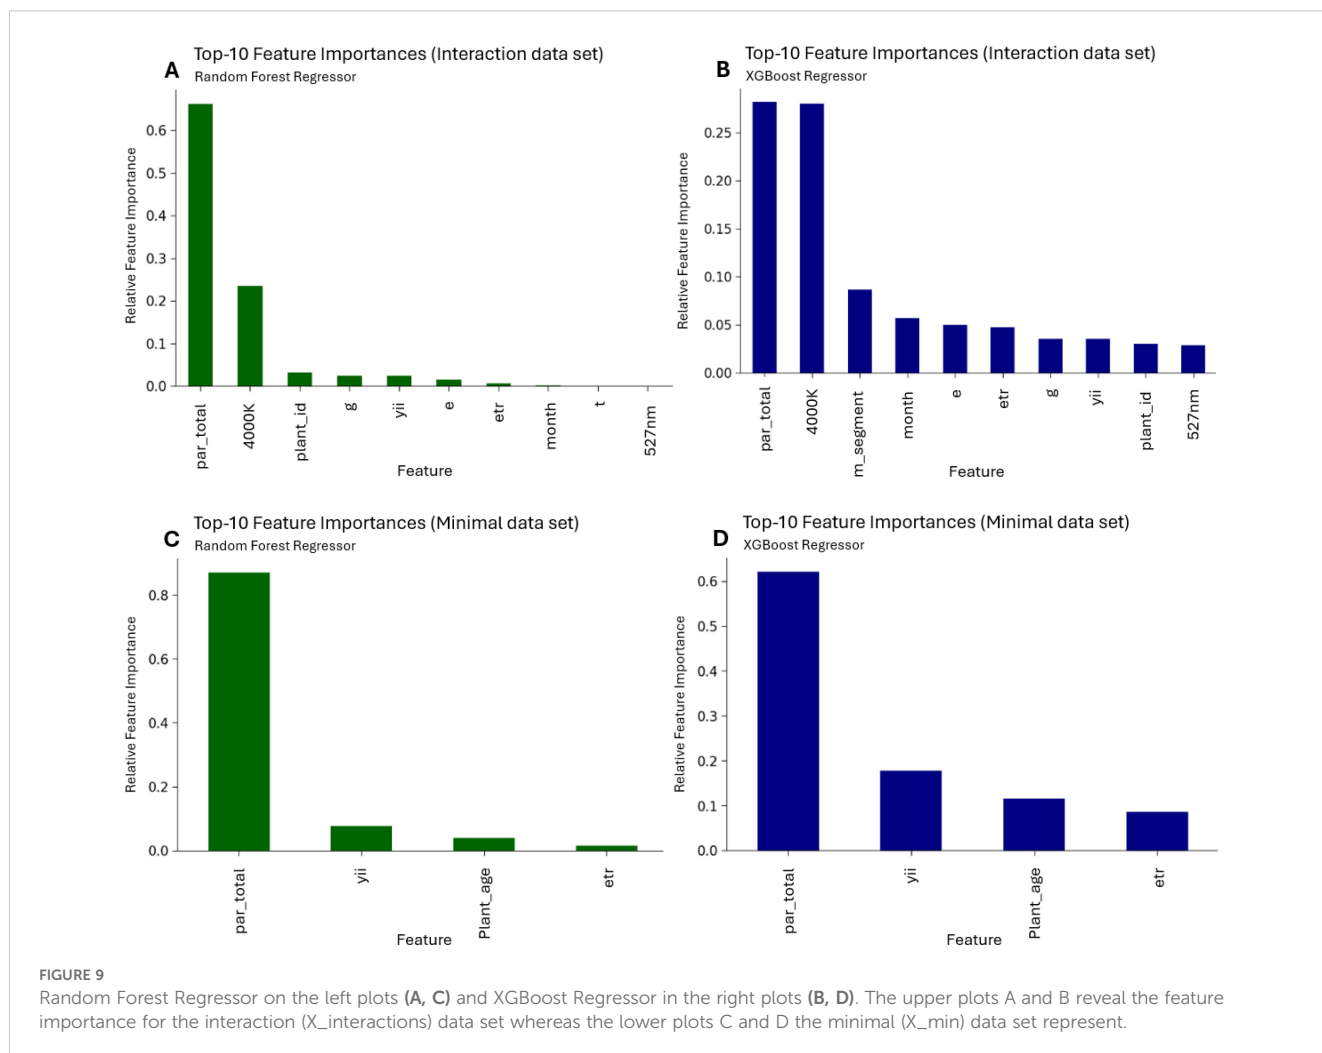 Top-10 Feature Importances (Interaction data set)
A
Random Forest Regressor
Relative Feature Importance
0.6
0.5
0.4
0.3
0.2
0.1
0.0
par_total
4000K
plant_id
g
yii
e
etr
month
t
527nm
Feature
Top-10 Feature Importances (Interaction data set)
B
XGBoost Regressor
Relative Feature Importance
0.25
0.20
0.15
0.10
0.05
0.00
par_total
4000K
m_segment
month
e
etr
g
yii
plant_id
527nm
Feature
Top-10 Feature Importances (Minimal data set)
C
Random Forest Regressor
Relative Feature Importance
0.8
0.6
0.4
0.2
0.0
par_total
yii
Plant_age
etr
Feature
Top-10 Feature Importances (Minimal data set)
D
XGBoost Regressor
Relative Feature Importance
0.6
0.5
0.4
0.3
0.2
0.1
0.0
par_total
yii
Plant_age
etr
Feature
FIGURE 9
Random Forest Regressor on the left plots (A, C) and XGBoost Regressor in the right plots (B, D). The upper plots A and B reveal the feature
importance for the interaction (X_interactions) data set whereas the lower plots C and D the minimal (X_min) data set represent.